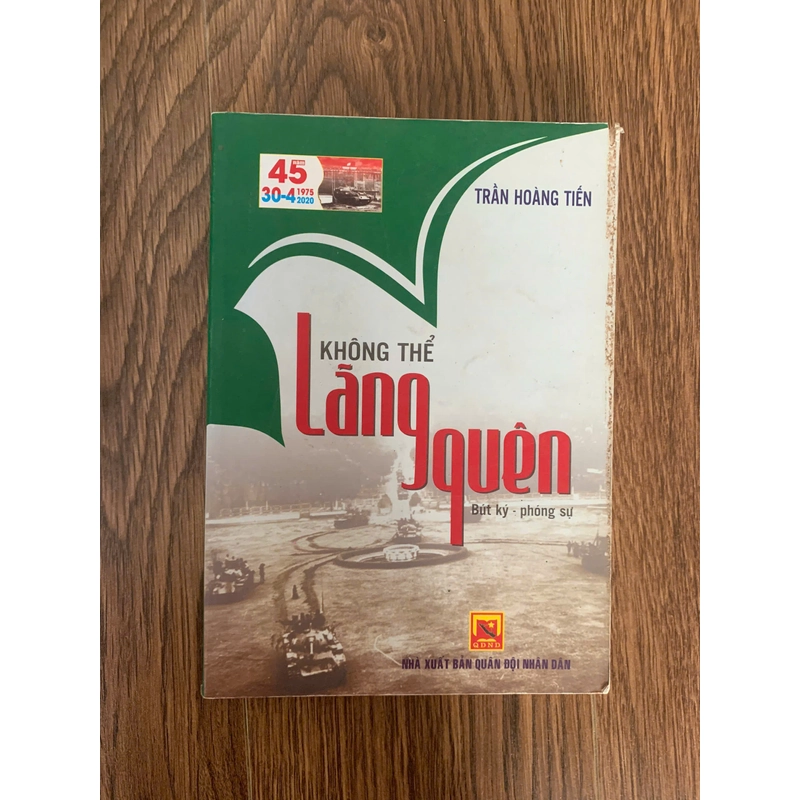 45 NĂM
30-4 1975
2020
TRẦN HOÀNG TIẾN
KHÔNG THỂ
Lãng
quên
Bút ký - phóng sự
QĐND
NHÀ XUẤT BẢN QUÂN ĐỘI NHÂN DÂN